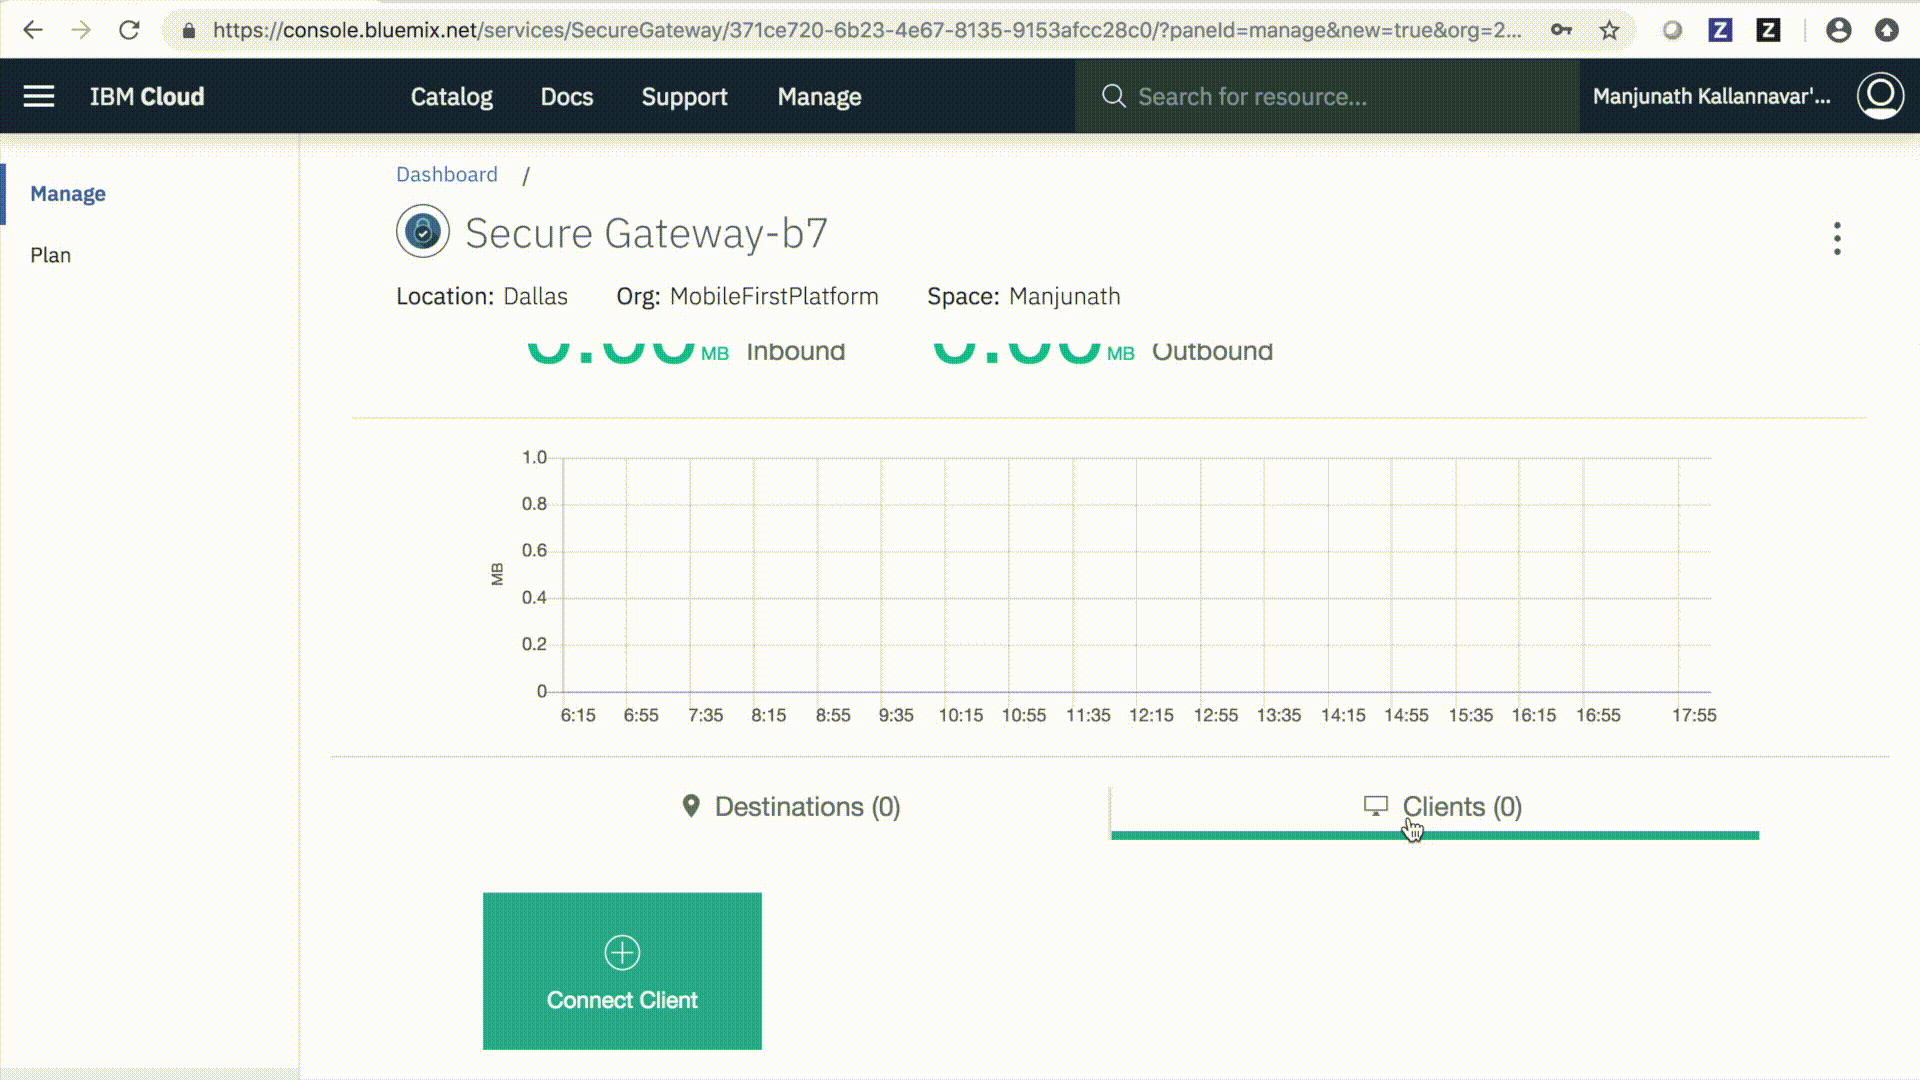 https://console.bluemix.net/services/SecureGateway/371ce720-6b23-4e67-8135-9153afcc28c0/?paneId=manage&new=true&org=2...
IBM Cloud
Catalog
Docs
Support
Manage
Search for resource...
Manjunath Kallannavar'...
Manage
Plan
Dashboard /
Secure Gateway-b7
Location: Dallas Org: MobileFirstPlatform Space: Manjunath
MB Inbound MB Outbound
1.0
0.8
0.6
0.4
0.2
0
MB
6:15 6:55 7:35 8:15 8:55 9:35 10:15 10:55 11:35 12:15 12:55 13:35 14:15 14:55 15:35 16:15 16:55 17:55
Destinations (0)
Clients (0)
Connect Client